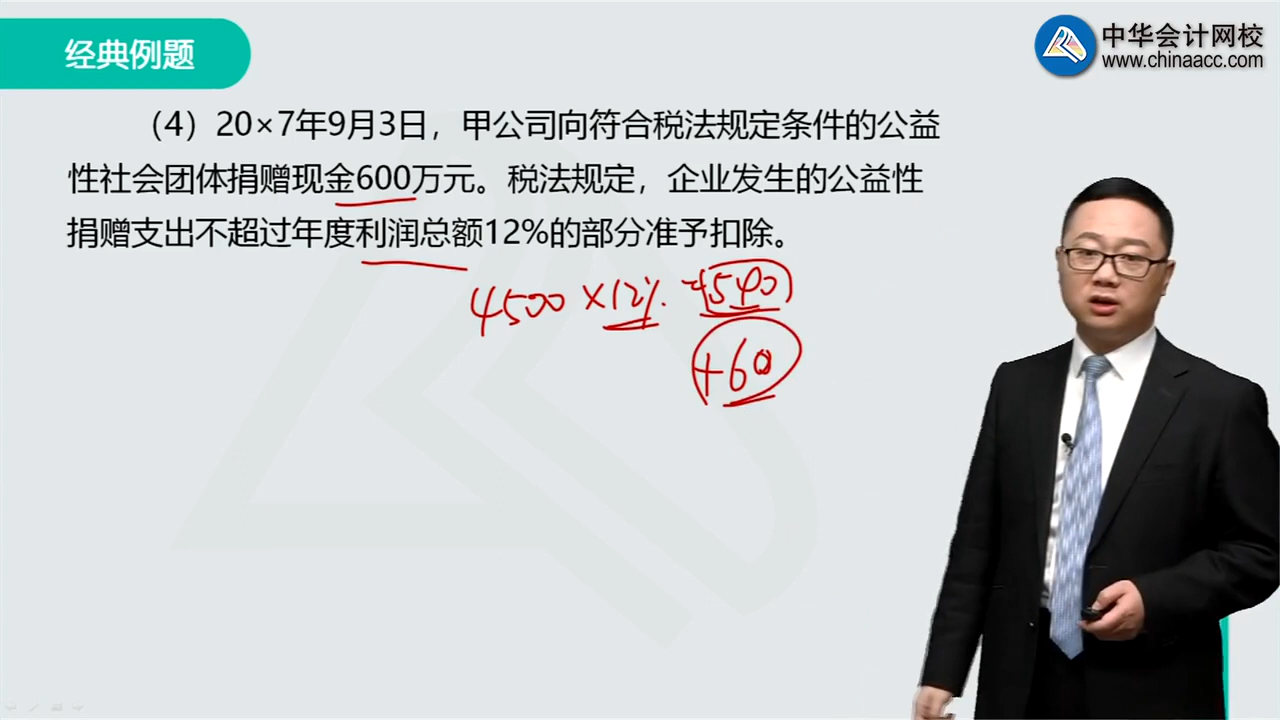 经典例题
中华会计网校
www.chinaacc.com
（4）20×7年9月3日，甲公司向符合税法规定条件的公益
性社会团体捐赠现金600万元。税法规定，企业发生的公益性
捐赠支出不超过年度利润总额12%的部分准予扣除。
4500×12%=540
+60